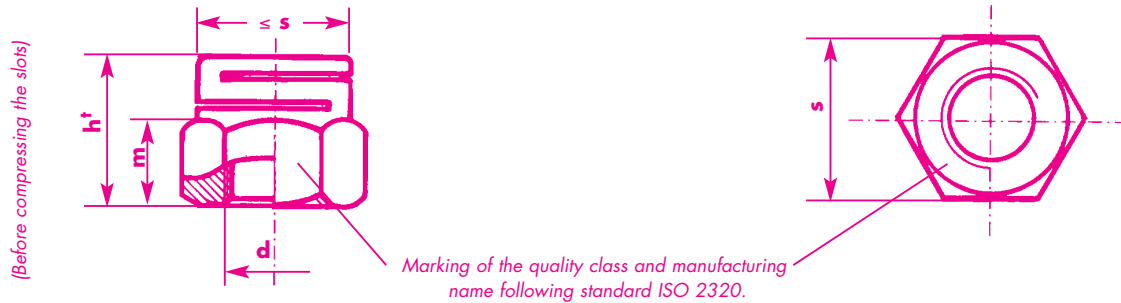 (Before compressing the slots)
≤ s
h¹
m
d
s
Marking of the quality class and manufacturing
name following standard ISO 2320.